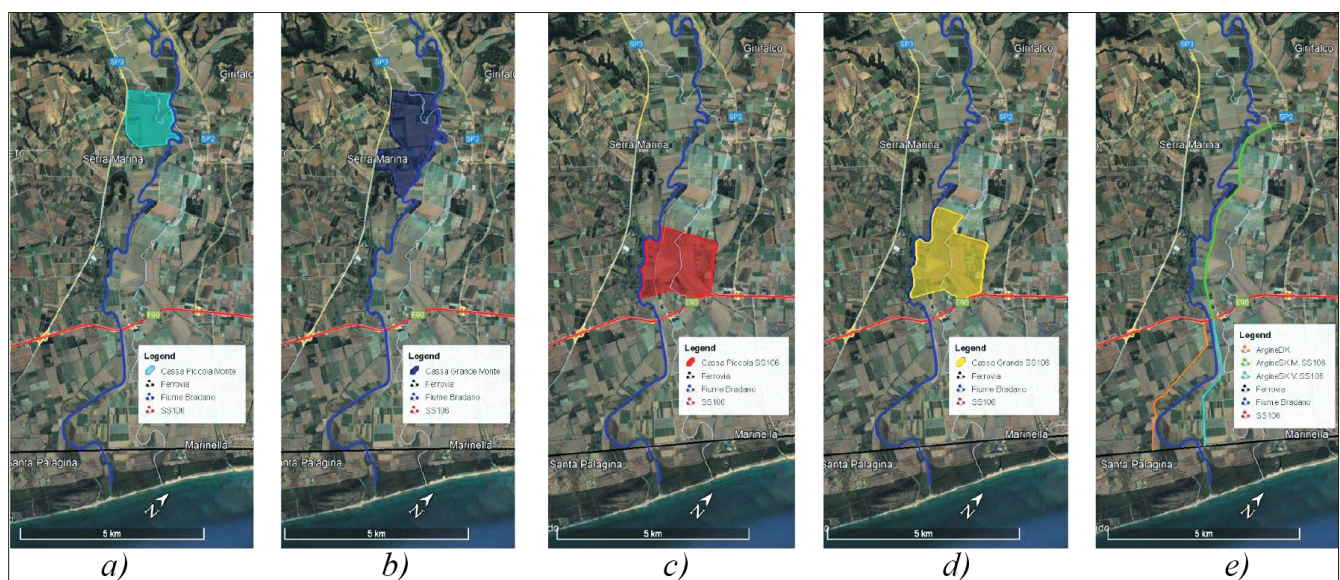 SP3
Girifalco
SP2
Serra Marina
E90
Legend
Cassa Piccola Monte
Ferrovia
Fiume Bradano
SS106
Marinella
Santa Palagina
N
5 km
a)
SP3
Girifalco
SP2
Serra Marina
E90
Legend
Cassa Grande Monte
Ferrovia
Fiume Bradano
SS106
Marinella
Santa Palagina
N
5 km
b)
SP3
Girifalco
SP2
Serra Marina
E90
Legend
Cassa Piccola SS106
Ferrovia
Fiume Bradano
SS106
Marinella
Santa Palagina
N
5 km
c)
SP3
Girifalco
SP2
Serra Marina
E90
Legend
Cassa Grande SS106
Ferrovia
Fiume Bradano
SS106
Marinella
Santa Palagina
N
5 km
d)
SP3
Girifalco
SP2
Serra Marina
E90
Legend
ArgineDX
ArgineSX M. SS106
ArgineSX V. SS106
Ferrovia
Fiume Bradano
SS106
Marinella
Santa Palagina
N
5 km
e)